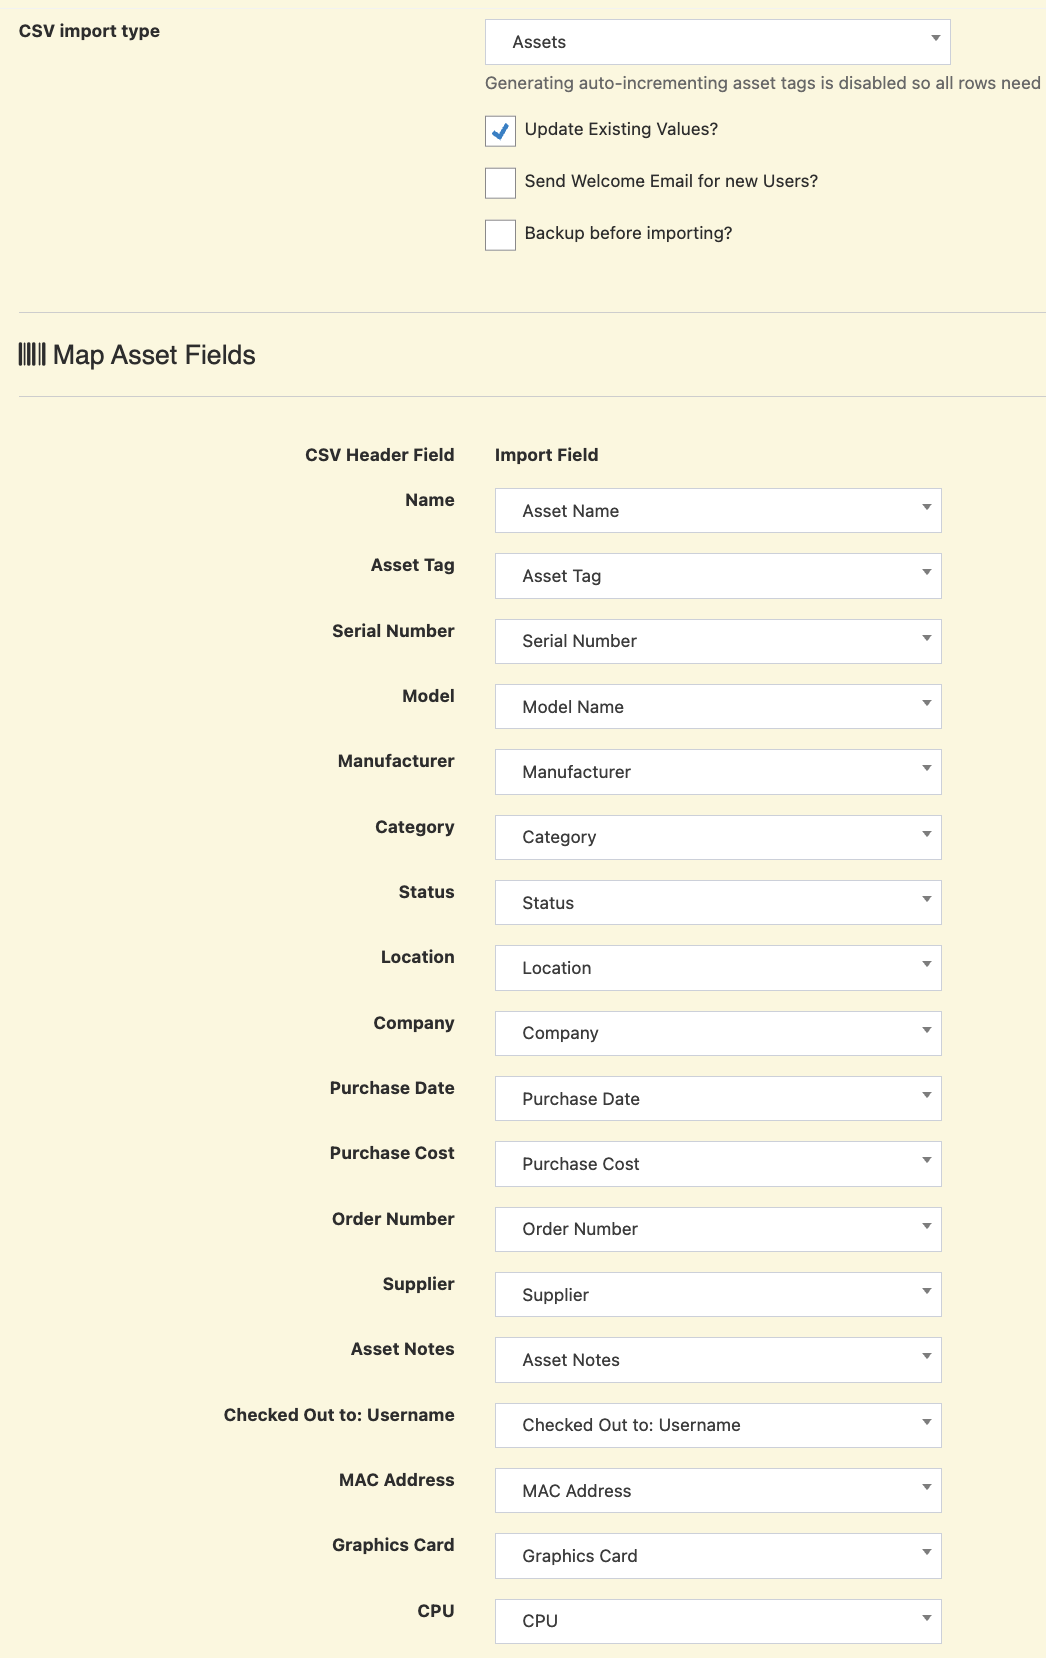 CSV import type
Assets
Generating auto-incrementing asset tags is disabled so all rows need
Update Existing Values?
Send Welcome Email for new Users?
Backup before importing?
Map Asset Fields
CSV Header Field Import Field
Name Asset Name
Asset Tag Asset Tag
Serial Number Serial Number
Model Model Name
Manufacturer Manufacturer
Category Category
Status Status
Location Location
Company Company
Purchase Date Purchase Date
Purchase Cost Purchase Cost
Order Number Order Number
Supplier Supplier
Asset Notes Asset Notes
Checked Out to: Username Checked Out to: Username
MAC Address MAC Address
Graphics Card Graphics Card
CPU CPU